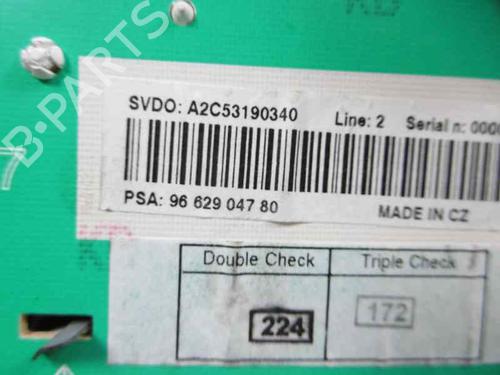 SVDO: A2C53190340 Line: 2 Serial n: 000
PSA: 96 629 047 80 MADE IN CZ
Double Check Triple Check
224 172
7
B-PARTS